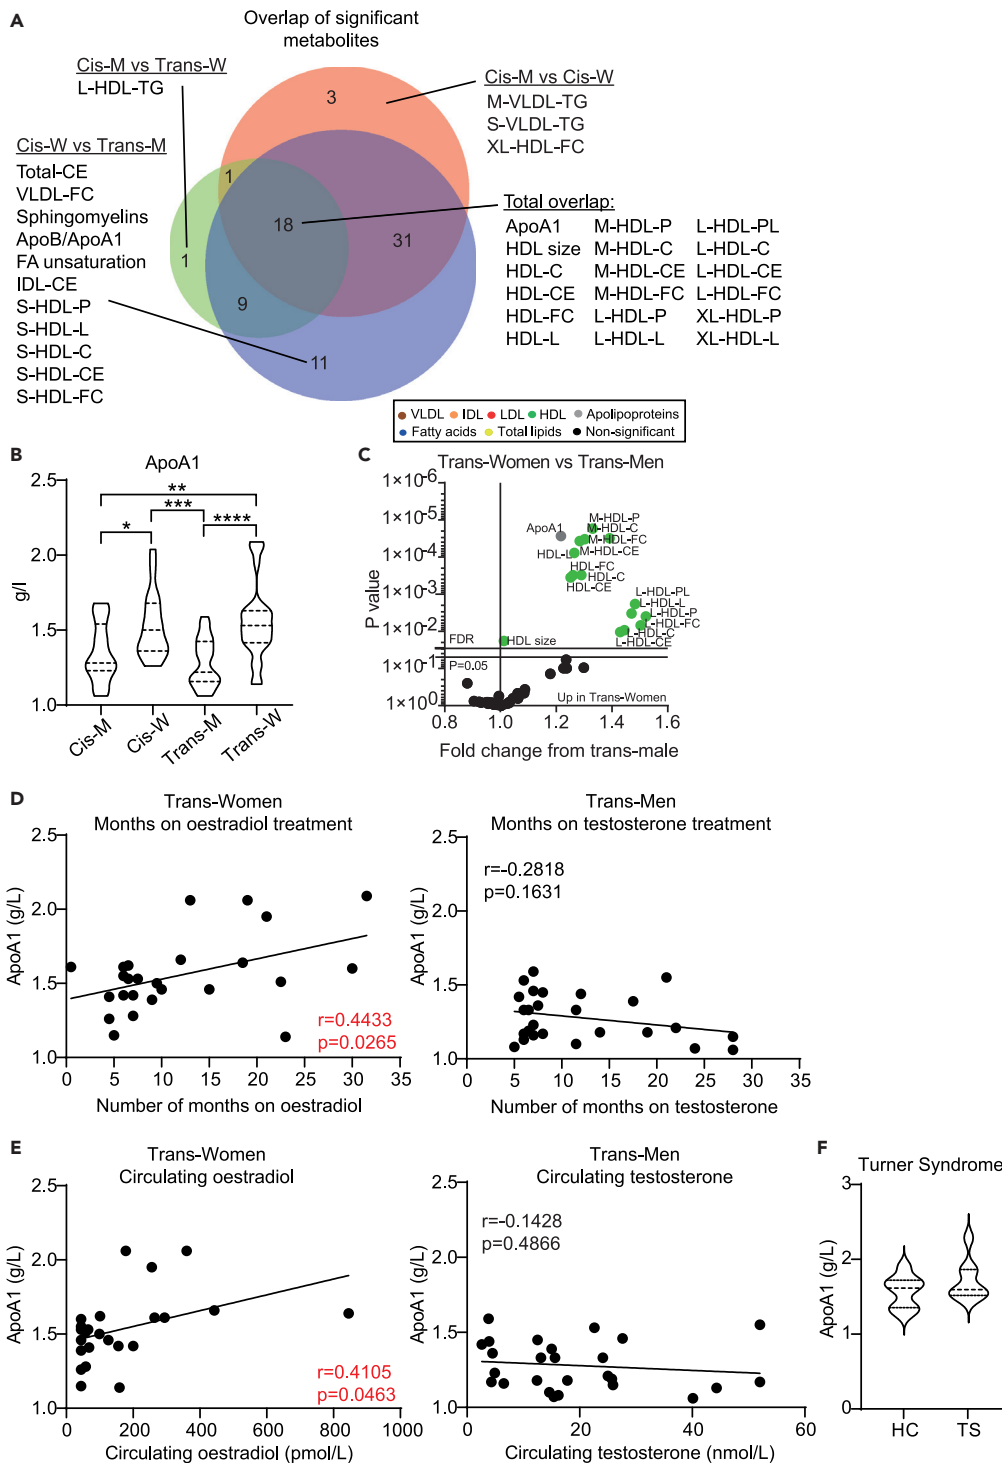 A
Overlap of significant
metabolites
Cis-M vs Trans-W
L-HDL-TG
Cis-M vs Cis-W
M-VLDL-TG
S-VLDL-TG
XL-HDL-FC
Cis-W vs Trans-M
Total-CE
VLDL-FC
Sphingomyelins
ApoB/ApoA1
FA unsaturation
IDL-CE
S-HDL-P
S-HDL-L
S-HDL-C
S-HDL-CE
S-HDL-FC
3
1
18
31
1
9
11
Total overlap:
ApoA1 M-HDL-P L-HDL-PL
HDL size M-HDL-C L-HDL-C
HDL-C M-HDL-CE L-HDL-CE
HDL-CE M-HDL-FC L-HDL-FC
HDL-FC L-HDL-P XL-HDL-P
HDL-L L-HDL-L XL-HDL-L
VLDL IDL LDL HDL Apolipoproteins
Fatty acids Total lipids Non-significant
B
ApoA1
2.5
2.0
1.5
1.0
g/l
**
* ***
****
Cis-M
Cis-W
Trans-M
Trans-W
C
Trans-Women vs Trans-Men
1×10-6
1×10-5
1×10-4
1×10-3
1×10-2
1×10-1
1×100
P value
M-HDL-P
M-HDL-C
ApoA1
M-HDL-FC
M-HDL-CE
HDL-L
HDL-FC
HDL-C
HDL-CE
L-HDL-PL
L-HDL-L
L-HDL-P
L-HDL-FC
L-HDL-C
L-HDL-CE
FDR
HDL size
P=0.05
Up in Trans-Women
0.8 1.0 1.2 1.4 1.6
Fold change from trans-male
D
Trans-Women
Months on oestradiol treatment
2.5
2.0
1.5
1.0
ApoA1 (g/L)
r=0.4433
p=0.0265
0 5 10 15 20 25 30 35
Number of months on oestradiol
Trans-Men
Months on testosterone treatment
2.5
2.0
1.5
1.0
ApoA1 (g/L)
r=-0.2818
p=0.1631
0 5 10 15 20 25 30 35
Number of months on testosterone
E
Trans-Women
Circulating oestradiol
2.5
2.0
1.5
1.0
ApoA1 (g/L)
r=0.4105
p=0.0463
0 200 400 600 800 1000
Circulating oestradiol (pmol/L)
Trans-Men
Circulating testosterone
2.5
2.0
1.5
1.0
ApoA1 (g/L)
r=-0.1428
p=0.4866
0 20 40 60
Circulating testosterone (nmol/L)
F
Turner Syndrome
3
2
1
0
ApoA1 (g/L)
HC TS